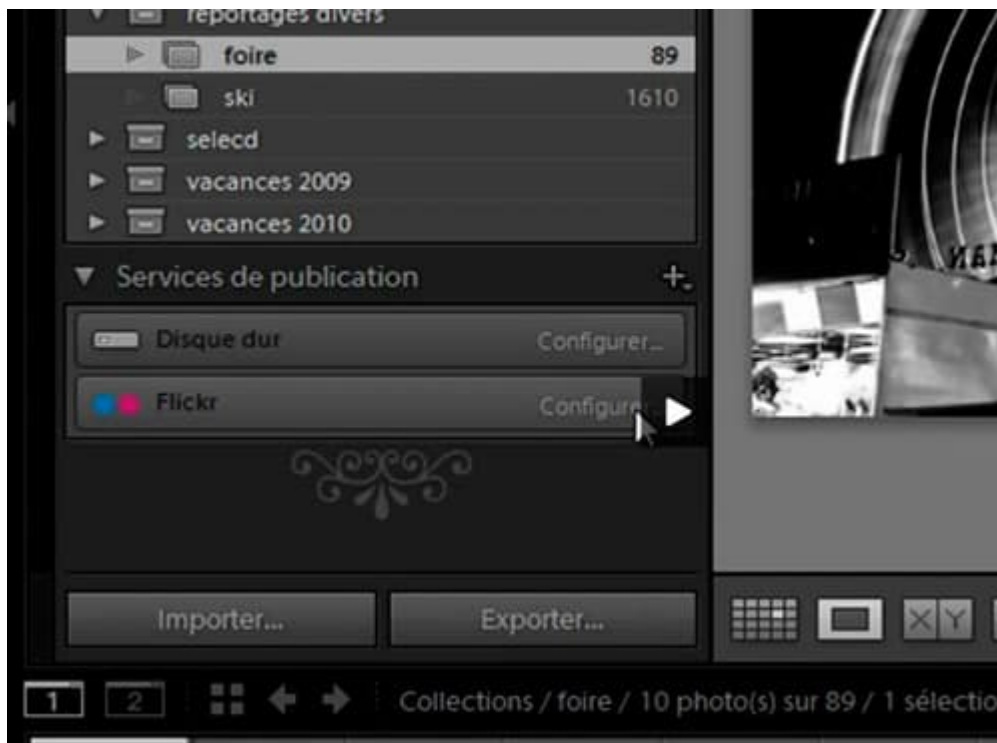 reportages divers
foire 89
ski 1610
selecd
vacances 2009
vacances 2010
Services de publication
Disque dur Configurer...
Flickr Configurer
Importer... Exporter...
X Y
1 2 Collections / foire / 10 photo(s) sur 89 / 1 sélectio